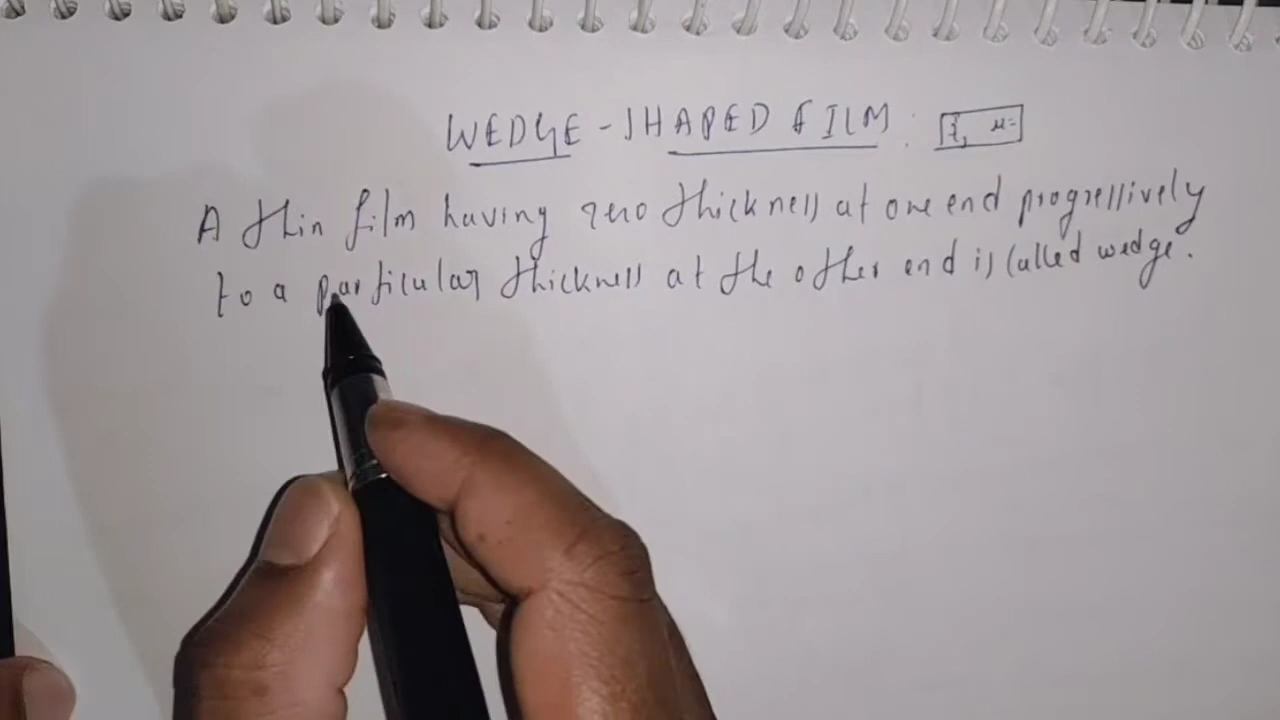 WEDGE-SHAPED FILM : t, μ=
A thin film having zero thickness at one end progressively
to a particular thickness at the other end is called wedge.